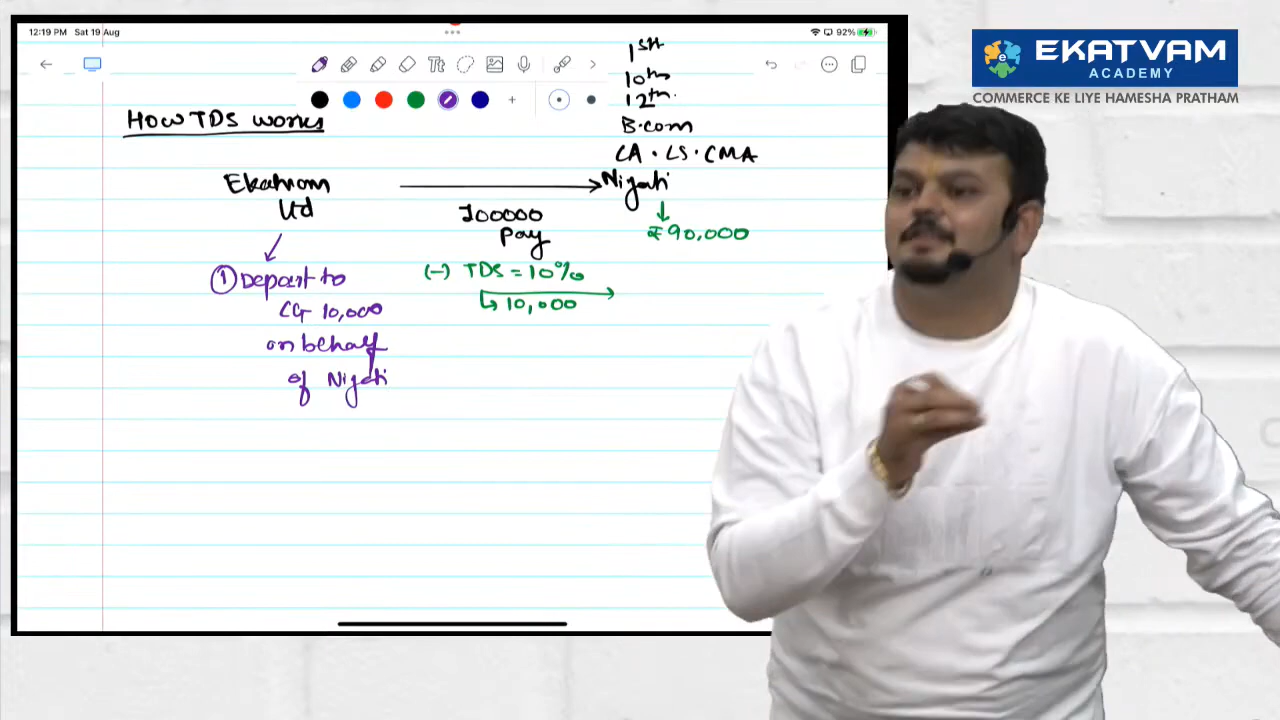 12:19 PM Sat 19 Aug
92%
EKATVAM
ACADEMY
COMMERCE KE LIYE HAMESHA PRATHAM
1st
10th
12th.
B.com
CA . CS . CMA
HOW TDS works
Ekatvam
Ltd
Niyati
100000
pay
₹90,000
(-) TDS = 10%
10,000
① Deposit to
CG 10,000
on behalf
of Niyati